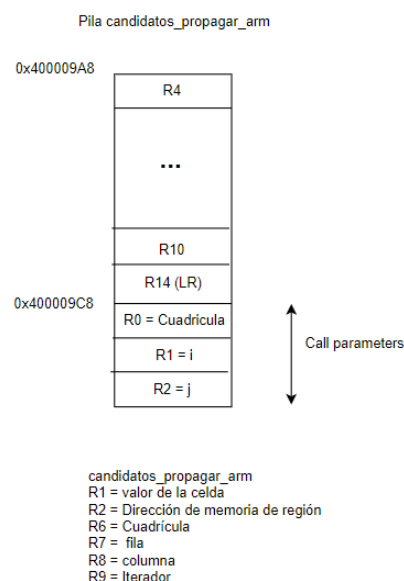 Pila candidatos_propagar_arm
0x400009A8
R4
...
R10
R14 (LR)
0x400009C8
R0 = Cuadricula
R1 = i
Call parameters
R2 = j
candidatos_propagar_arm
R1 = valor de la celda
R2 = Dirección de memoria de región
R6 = Cuadrícula
R7 = fila
R8 = columna
R9 = Iterador